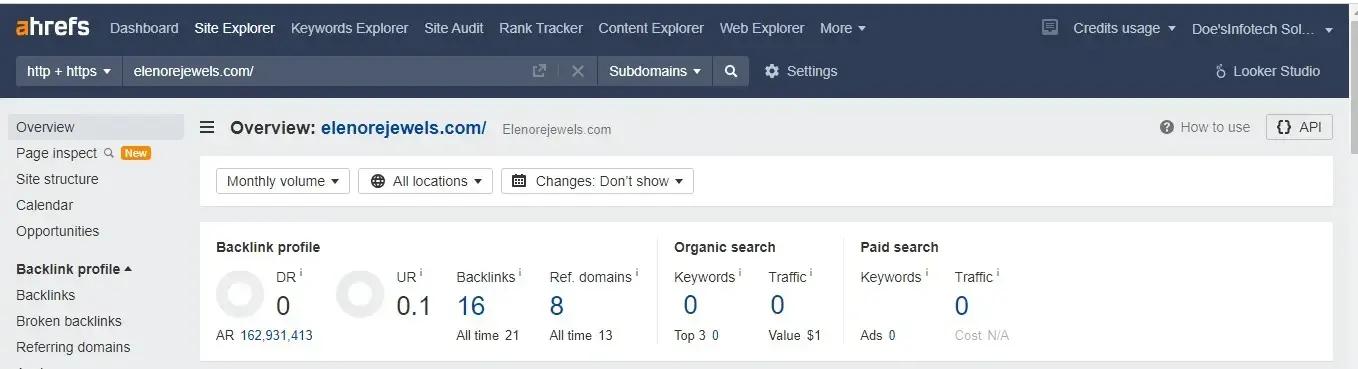 ahrefs Dashboard Site Explorer Keywords Explorer Site Audit Rank Tracker Content Explorer Web Explorer More Credits usage Doe'sInfotech Sol...
http + https elenorejewels.com/ Subdomains Settings Looker Studio
Overview
Page inspect New
Site structure
Calendar
Opportunities
Backlink profile
Backlinks
Broken backlinks
Referring domains
Overview: elenorejewels.com/ Elenorejewels.com How to use {} API
Monthly volume All locations Changes: Don't show
Backlink profile Organic search Paid search
DR i UR i Backlinks i Ref. domains i Keywords i Traffic i Keywords i Traffic i
0 0.1 16 8 0 0 0
AR 162,931,413 All time 21 All time 13 Top 3 0 Value $1 Ads 0 Cost N/A